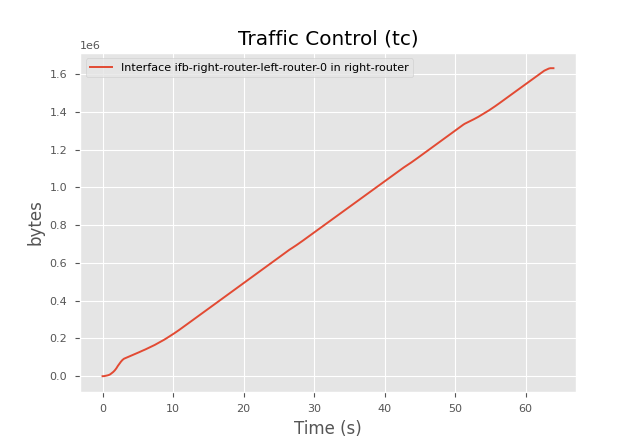 Traffic Control (tc)
1e6
Interface ifb-right-router-left-router-0 in right-router
1.6
1.4
1.2
1.0
0.8
0.6
0.4
0.2
0.0
bytes
0 10 20 30 40 50 60
Time (s)